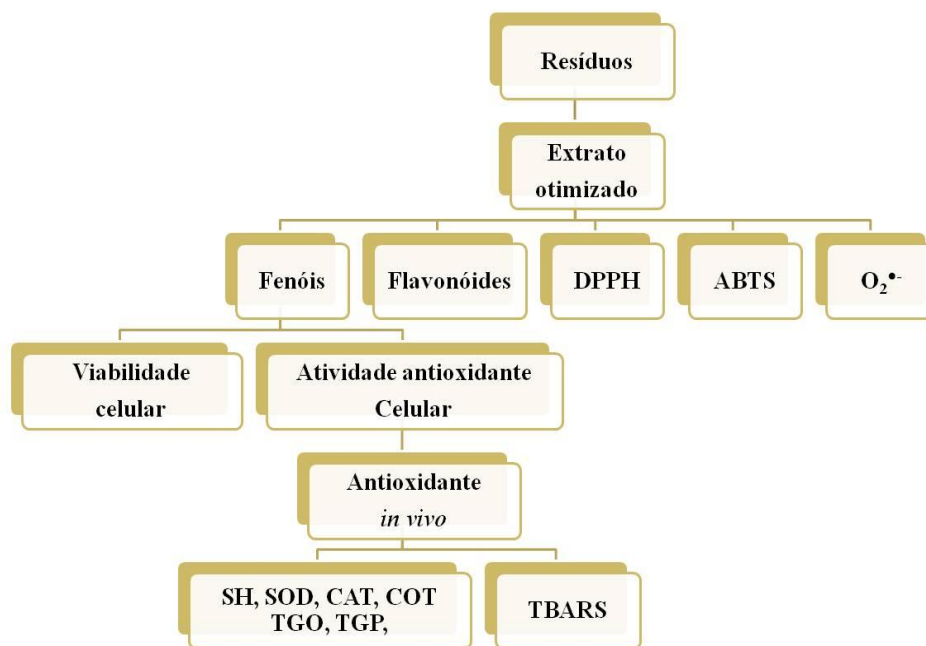 Resíduos
Extrato
otimizado
Fenóis
Flavonóides
DPPH
ABTS
O₂•-
Viabilidade
celular
Atividade antioxidante
Celular
Antioxidante
in vivo
SH, SOD, CAT, COT
TGO, TGP,
TBARS